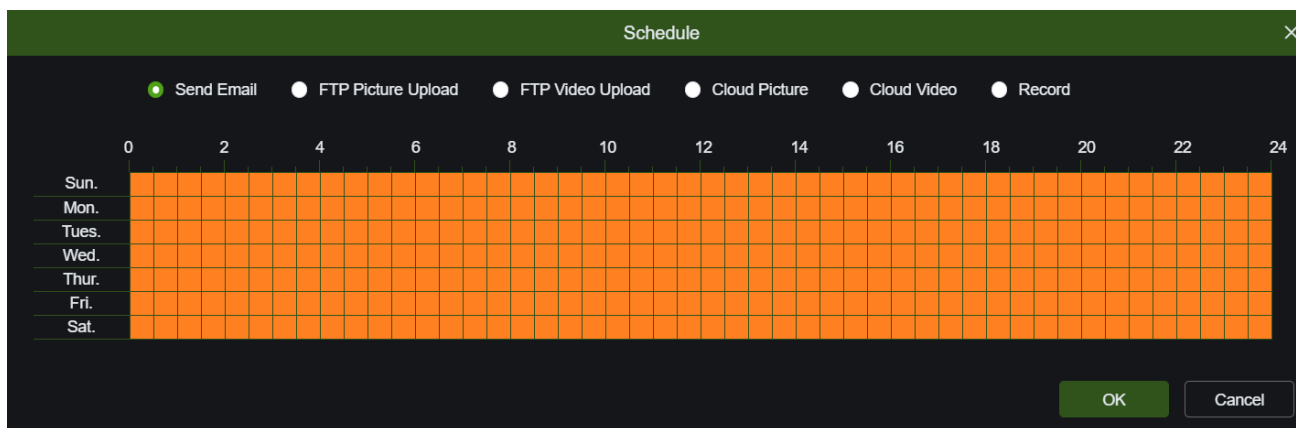 Schedule
Send Email FTP Picture Upload FTP Video Upload Cloud Picture Cloud Video Record
0 2 4 6 8 10 12 14 16 18 20 22 24
Sun.
Mon.
Tues.
Wed.
Thur.
Fri.
Sat.
OK Cancel